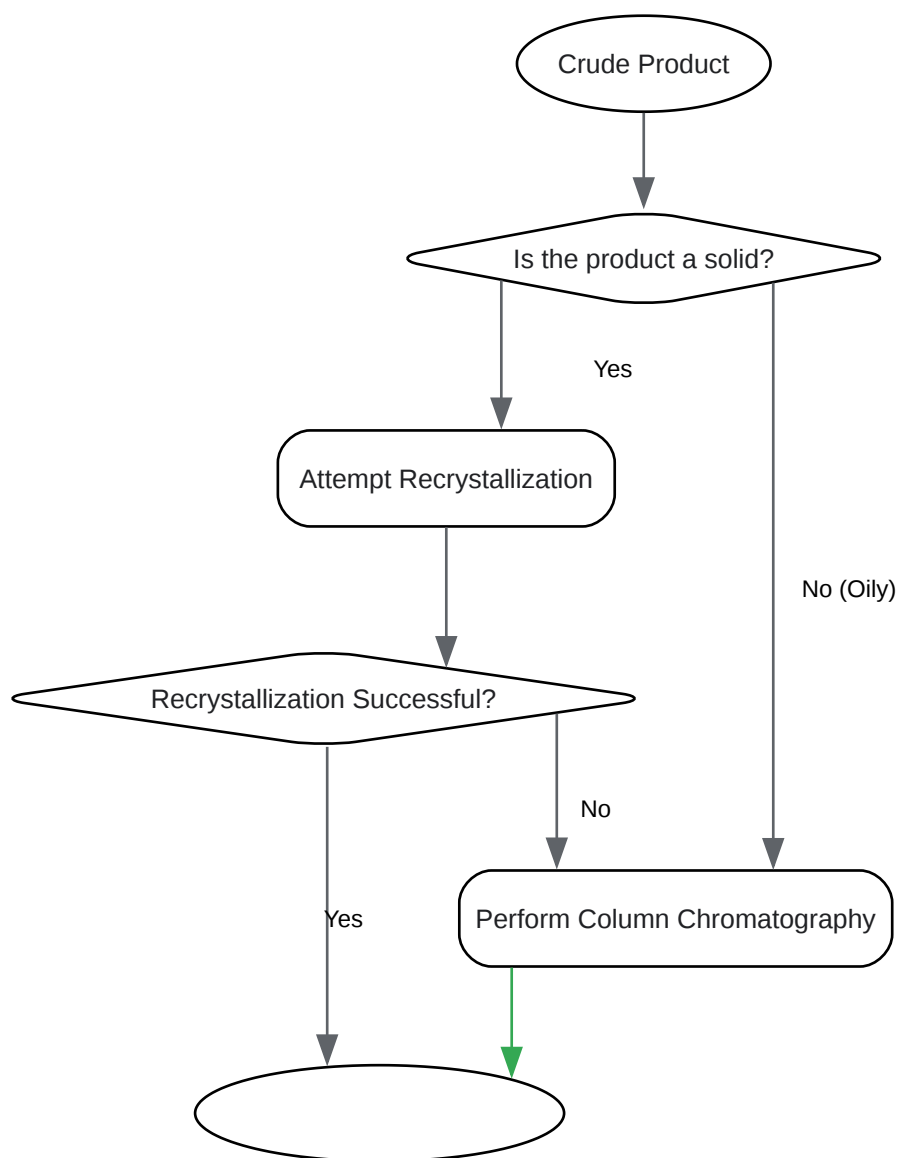 Crude Product
Is the product a solid?
Yes
Attempt Recrystallization
No (Oily)
Recrystallization Successful?
No
Yes
Perform Column Chromatography